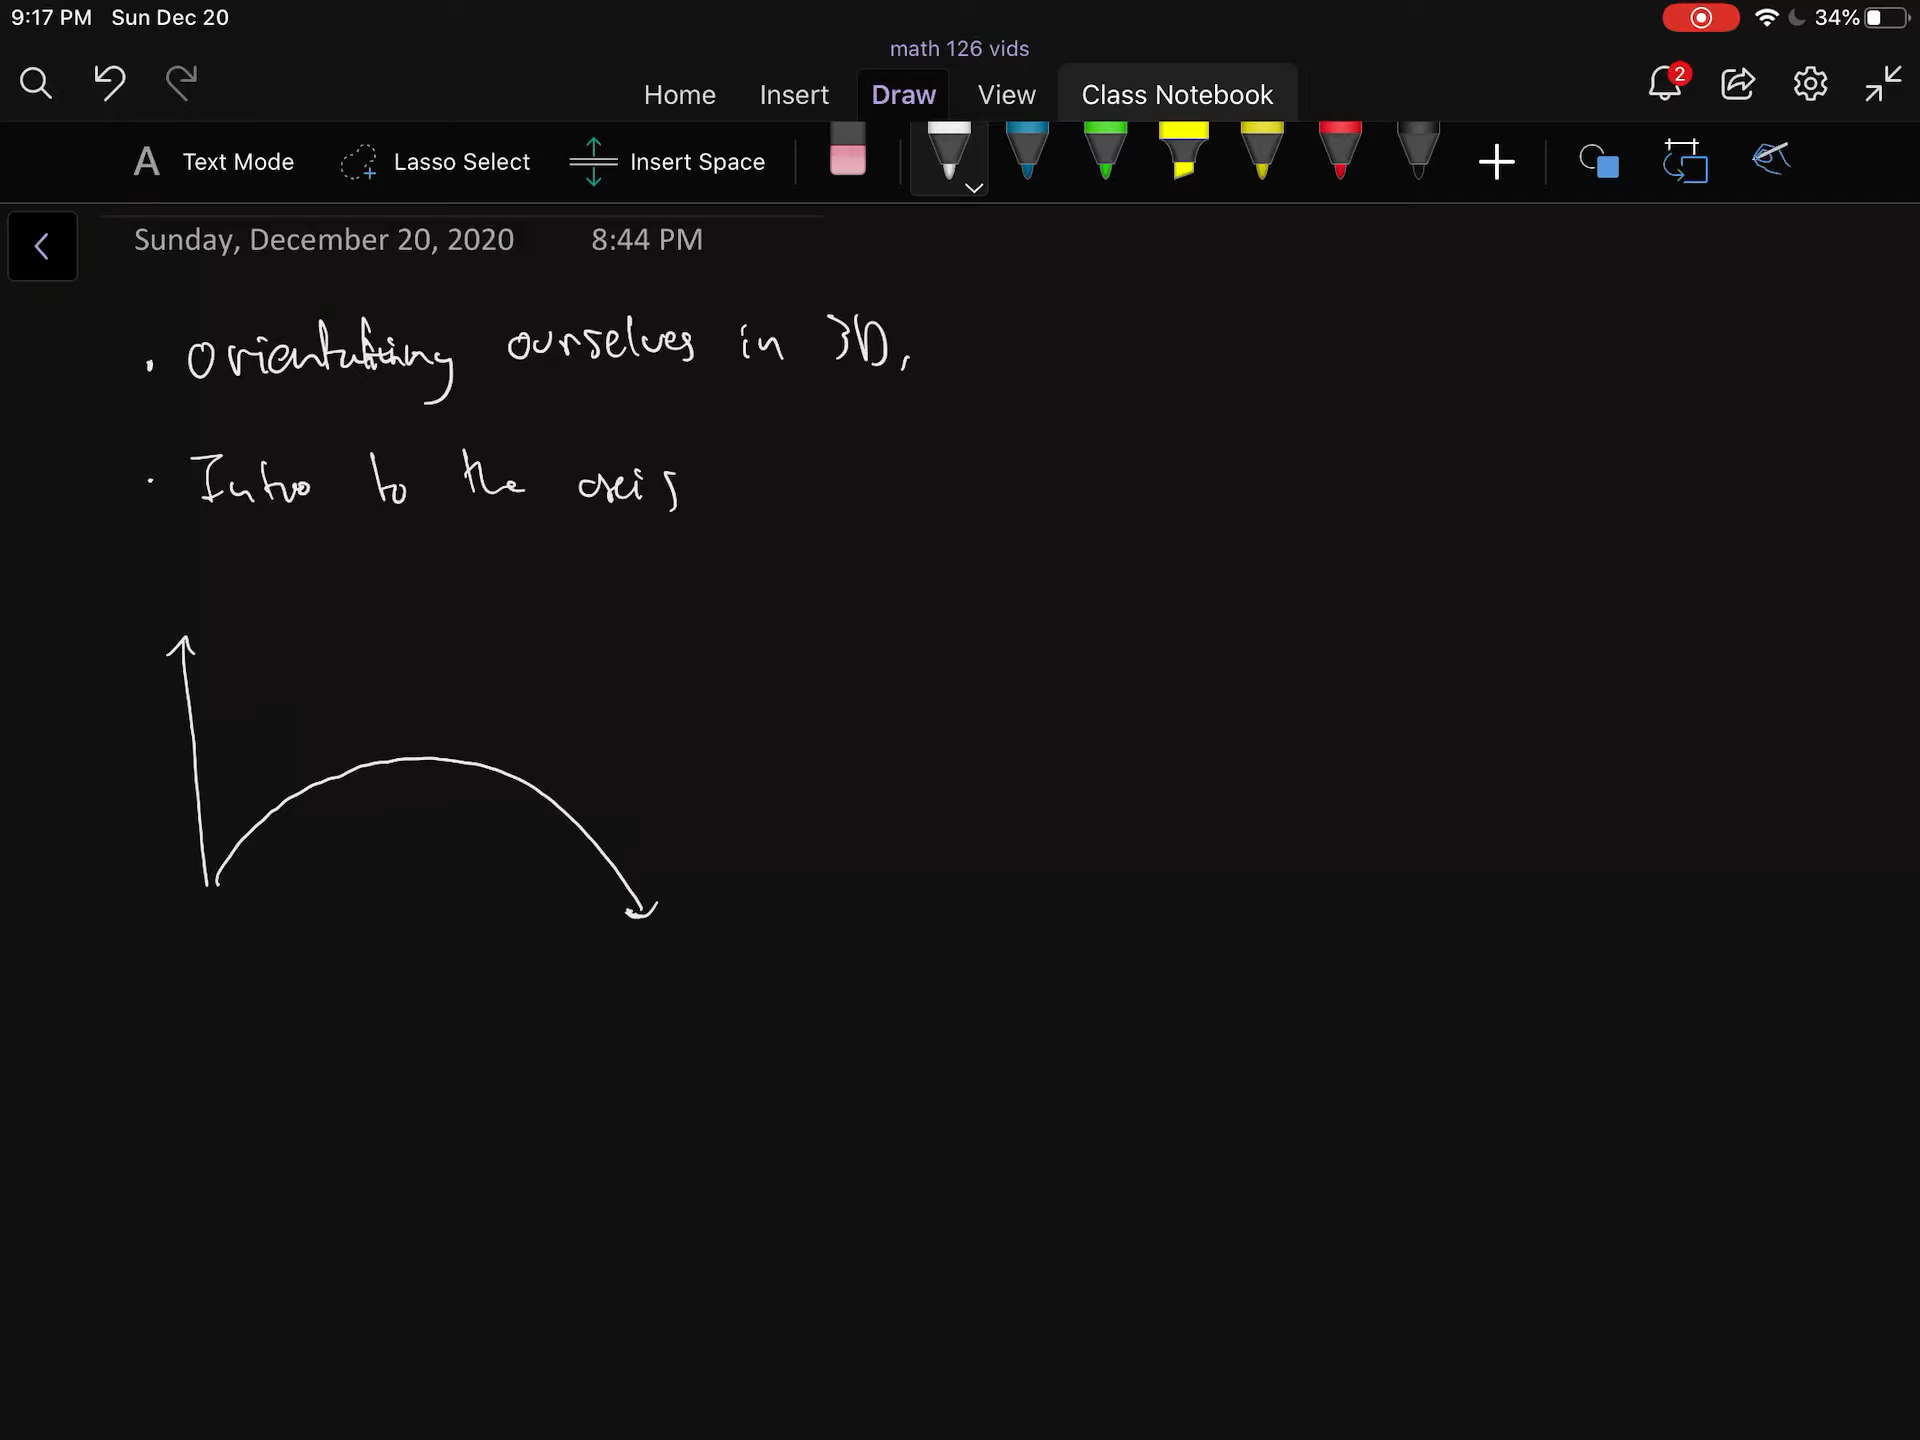 9:17 PM Sun Dec 20
34%
math 126 vids
2
Home Insert Draw View Class Notebook
A Text Mode Lasso Select Insert Space
Sunday, December 20, 2020 8:44 PM
· ourselves in 3D,
· Intro to the axis